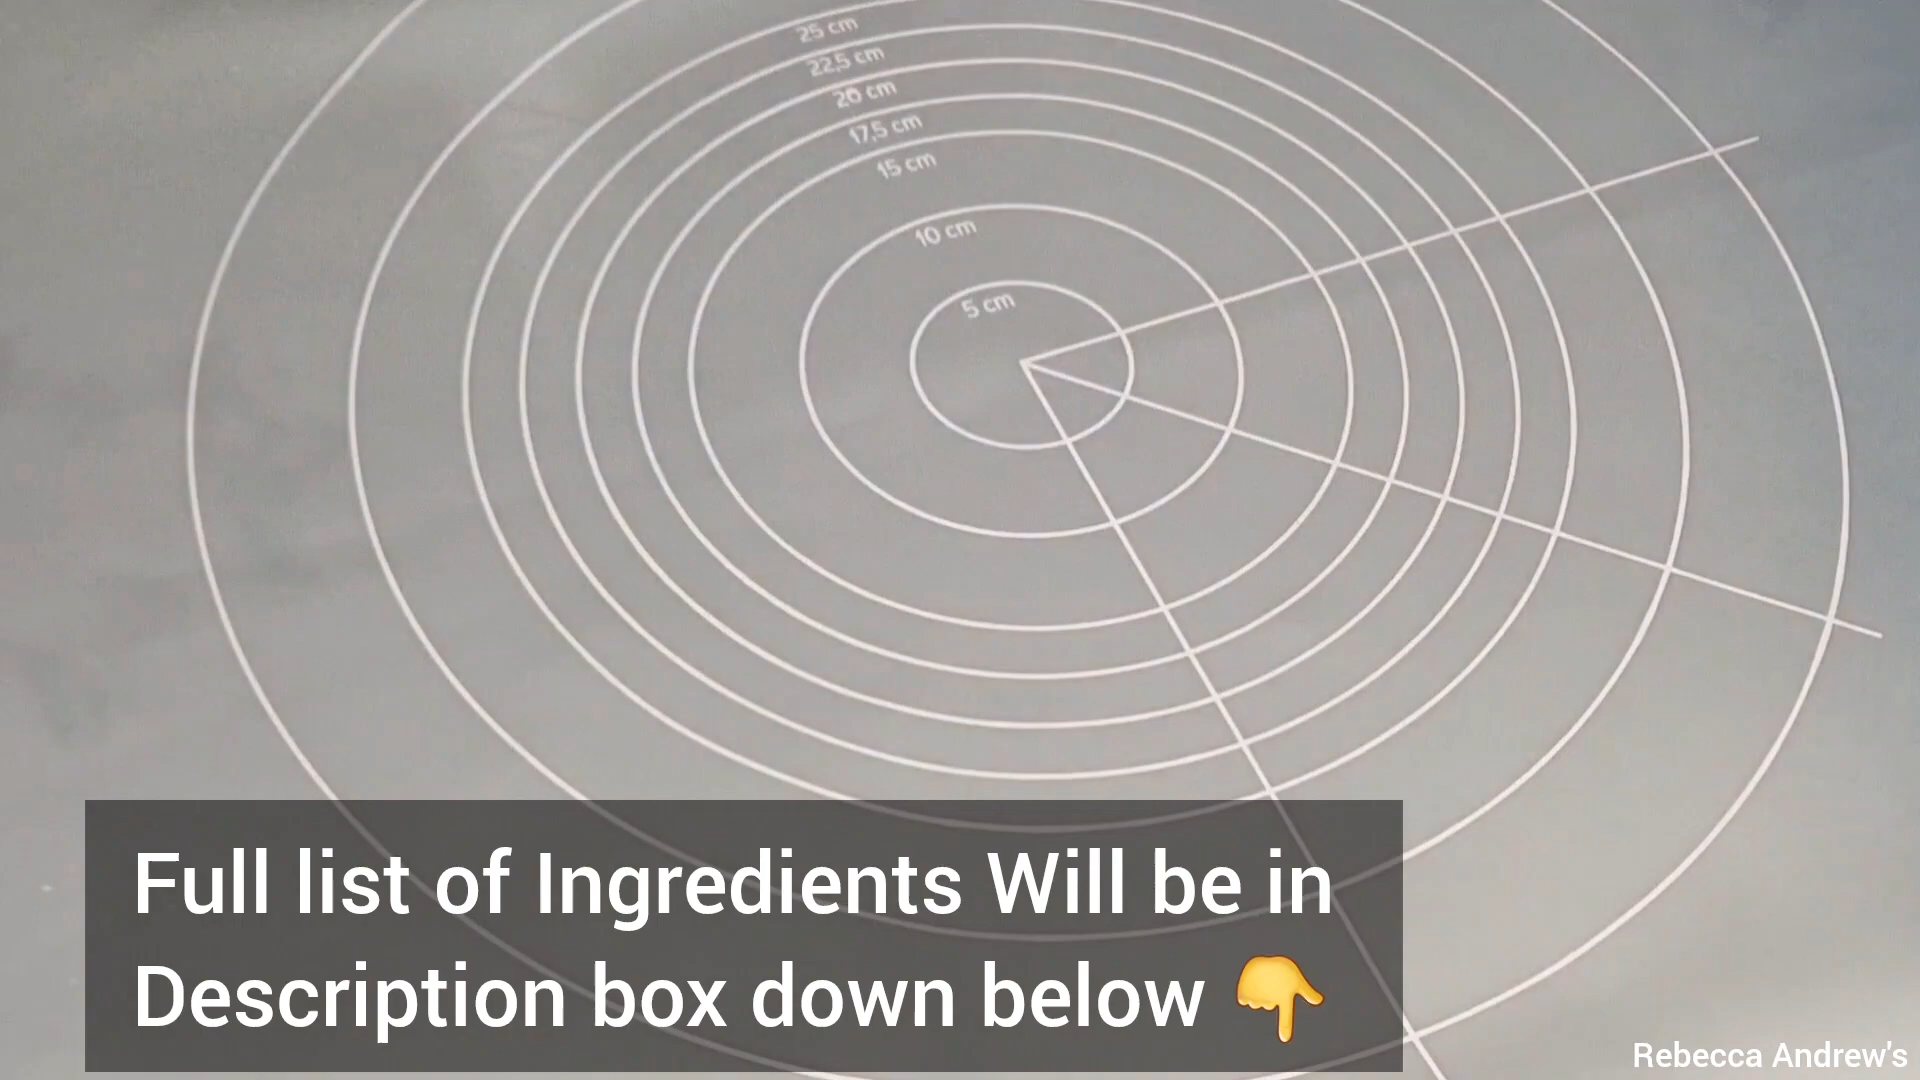 25 cm
22,5 cm
20 cm
17,5 cm
15 cm
10 cm
5 cm
Full list of Ingredients Will be in
Description box down below 👇
Rebecca Andrew's